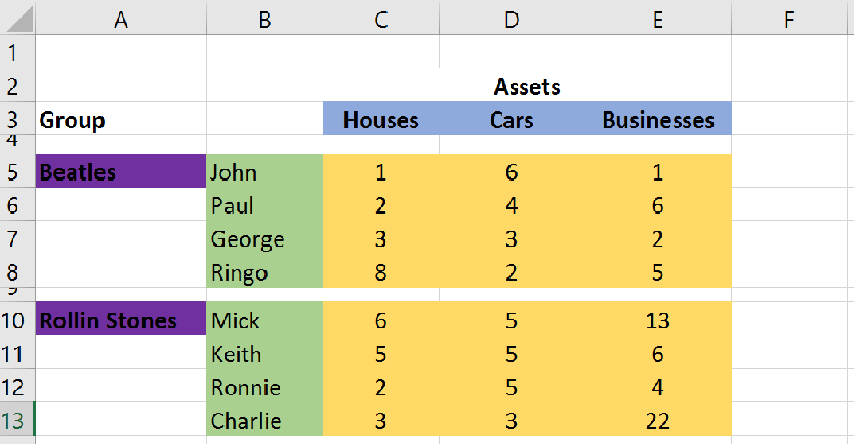 A B C D E F
1
2 Assets
3 Group Houses Cars Businesses
4
5 Beatles John 1 6 1
6 Paul 2 4 6
7 George 3 3 2
8 Ringo 8 2 5
9
10 Rollin Stones Mick 6 5 13
11 Keith 5 5 6
12 Ronnie 2 5 4
13 Charlie 3 3 22